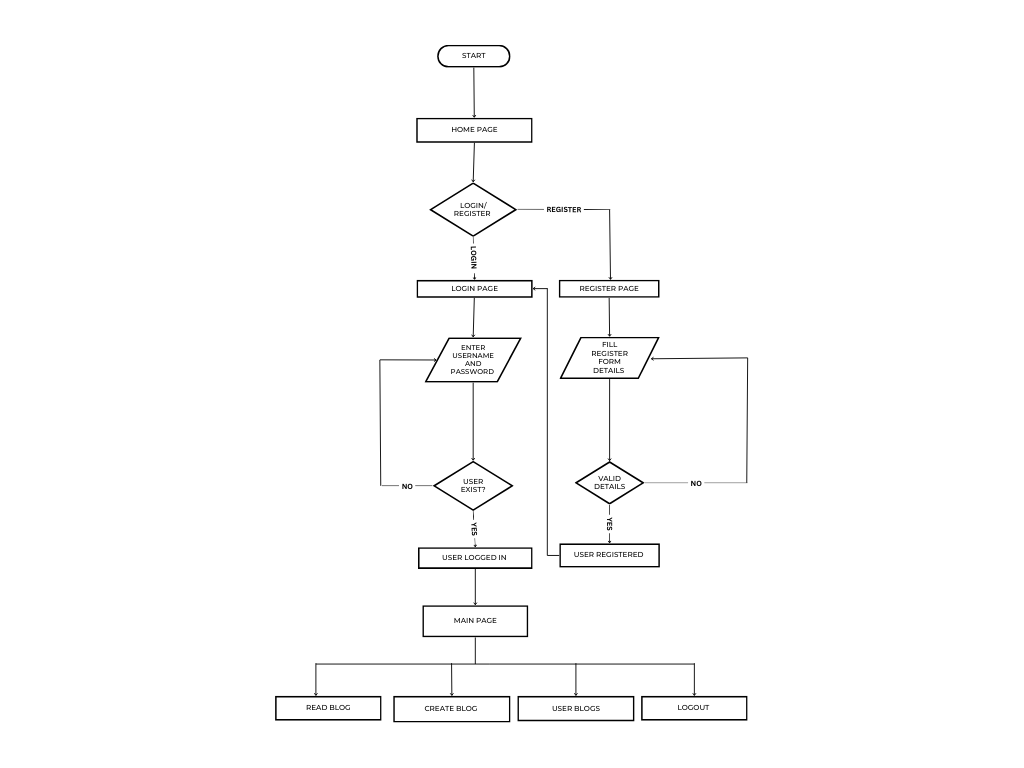 START
HOME PAGE
LOGIN/
REGISTER
REGISTER
LOGIN
LOGIN PAGE
REGISTER PAGE
ENTER
USERNAME
AND
PASSWORD
FILL
REGISTER
FORM
DETAILS
USER
EXIST?
NO
VALID
DETAILS
NO
YES
YES
USER LOGGED IN
USER REGISTERED
MAIN PAGE
READ BLOG
CREATE BLOG
USER BLOGS
LOGOUT